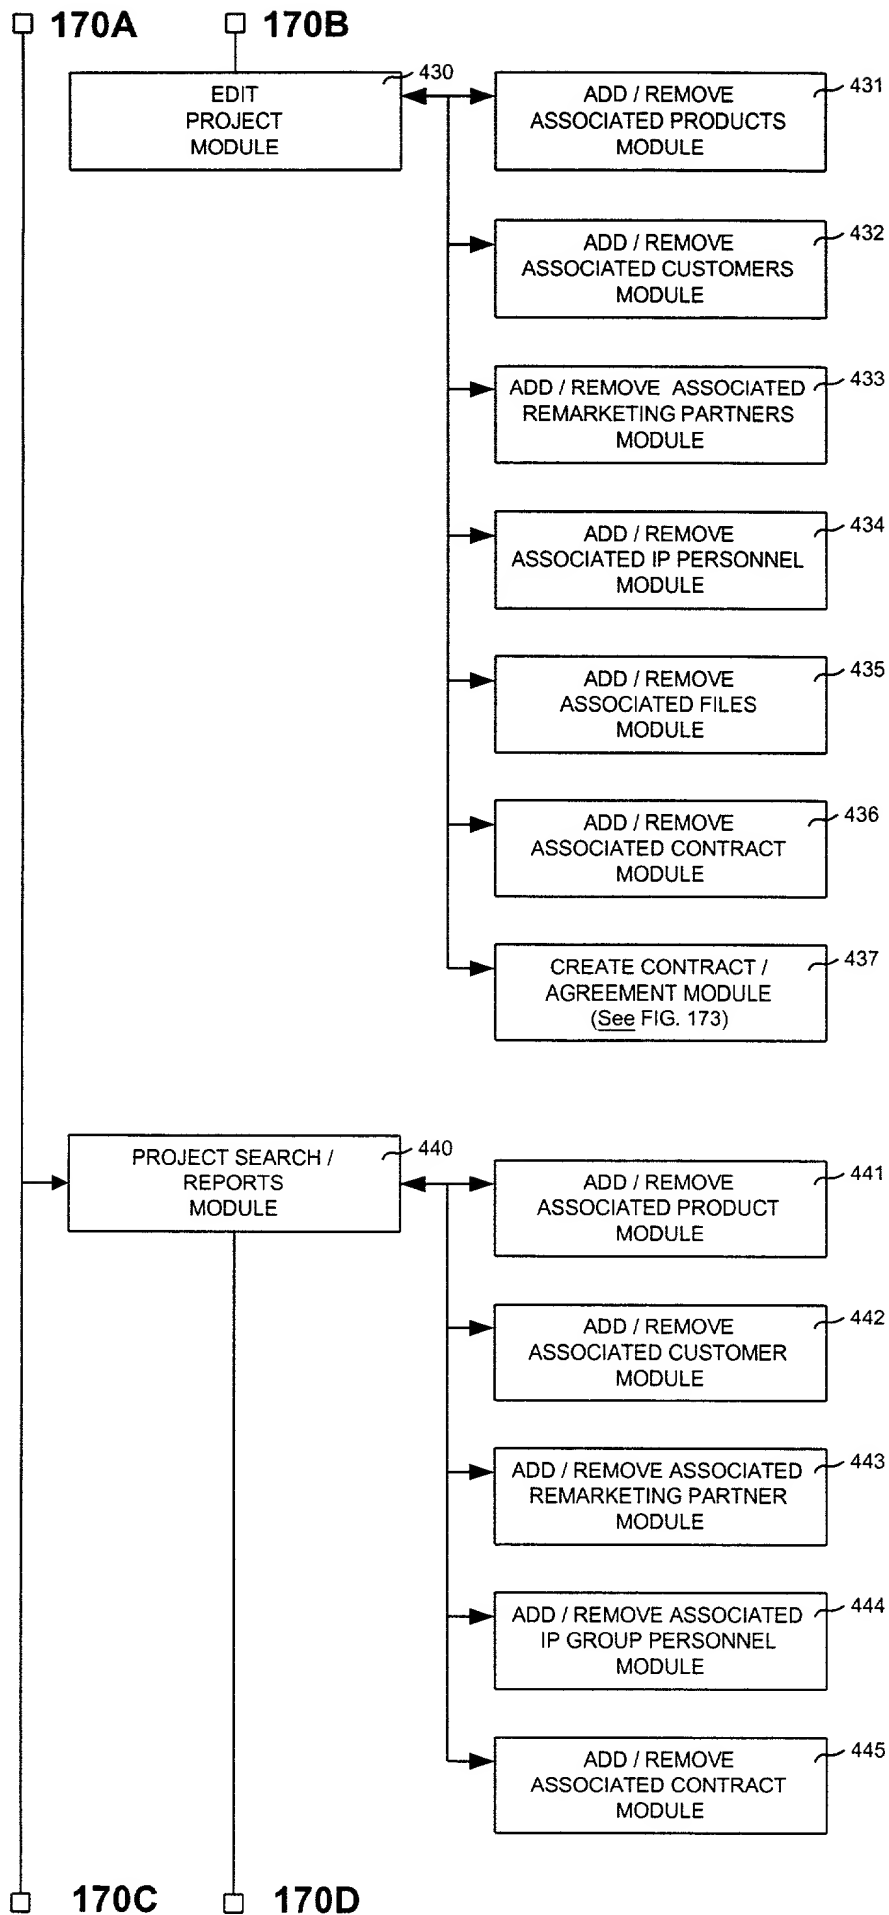 170A
170B
EDIT
PROJECT
MODULE
430
ADD / REMOVE
ASSOCIATED PRODUCTS
MODULE
431
ADD / REMOVE
ASSOCIATED CUSTOMERS
MODULE
432
ADD / REMOVE ASSOCIATED
REMARKETING PARTNERS
MODULE
433
ADD / REMOVE
ASSOCIATED IP PERSONNEL
MODULE
434
ADD / REMOVE
ASSOCIATED FILES
MODULE
435
ADD / REMOVE
ASSOCIATED CONTRACT
MODULE
436
CREATE CONTRACT /
AGREEMENT MODULE
(See FIG. 173)
437
PROJECT SEARCH /
REPORTS
MODULE
440
ADD / REMOVE
ASSOCIATED PRODUCT
MODULE
441
ADD / REMOVE
ASSOCIATED CUSTOMER
MODULE
442
ADD / REMOVE ASSOCIATED
REMARKETING PARTNER
MODULE
443
ADD / REMOVE ASSOCIATED
IP GROUP PERSONNEL
MODULE
444
ADD / REMOVE
ASSOCIATED CONTRACT
MODULE
445
170C
170D